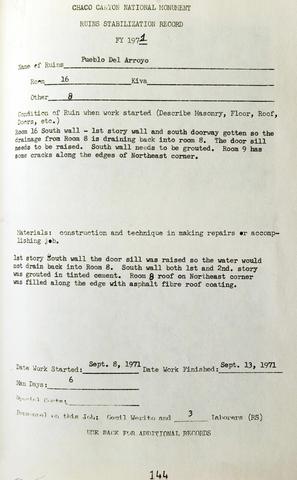 CHACO CANYON NATIONAL MONUMENT
RUINS STABILIZATION RECORD
FY 1971
Name of Ruins Pueblo Del Arroyo
Room 16 Kiva
Other 8
Condition of Ruin when work started (Describe Masonry, Floor, Roof,
Doors, etc.)
Room 16 South wall - 1st story wall and south doorway gotten so the
drainage from Room 8 is draining back into room 8. The door sill
needs to be raised. South wall needs to be grouted. Room 9 has
some cracks along the edges of Northeast corner.
Materials: construction and technique in making repairs or accomp-
lishing job.
1st story South wall the door sill was raised so the water would
not drain back into Room 8. South wall both 1st and 2nd. story
was grouted in tinted cement. Room 8 roof on Northeast corner
was filled along the edge with asphalt fibre roof coating.
Date Work Started: Sept. 8, 1971 Date Work Finished: Sept. 13, 1971
Man Days: 6
Special Costs:
Personnel on this Job: Cecil Werito and 3 Laborers (RS)
USE BACK FOR ADDITIONAL RECORDS
144